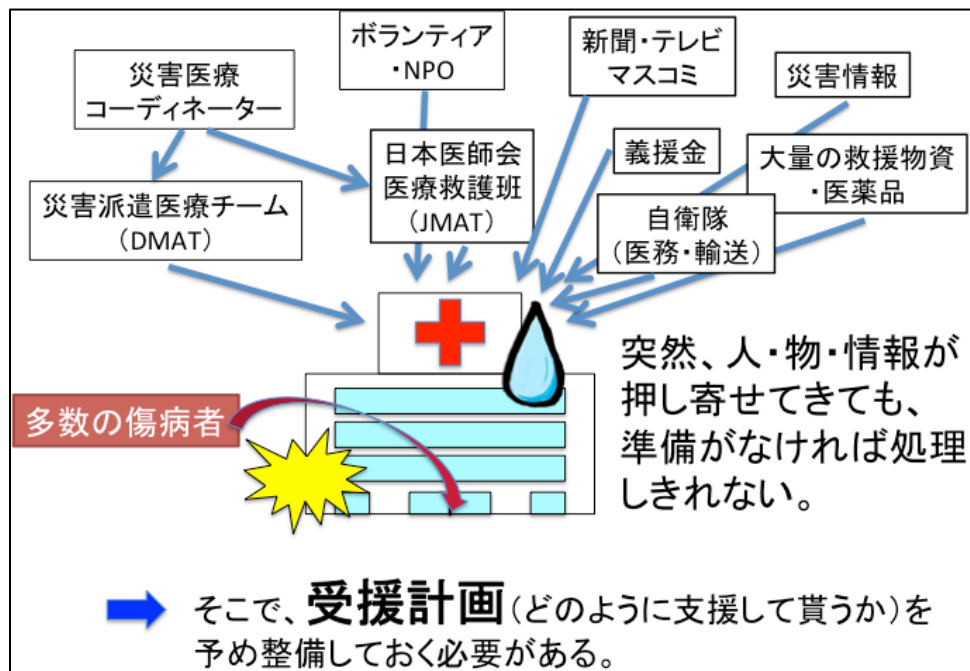 災害医療
コーディネーター
ボランティア
・NPO
新聞・テレビ
マスコミ
災害情報
災害派遣医療チーム
（DMAT）
日本医師会
医療救護班
（JMAT）
義援金
大量の救援物資
・医薬品
自衛隊
（医務・輸送）
多数の傷病者
突然、人・物・情報が
押し寄せてきても、
準備がなければ処理
しきれない。
そこで、受援計画（どのように支援して貰うか）を
予め整備しておく必要がある。